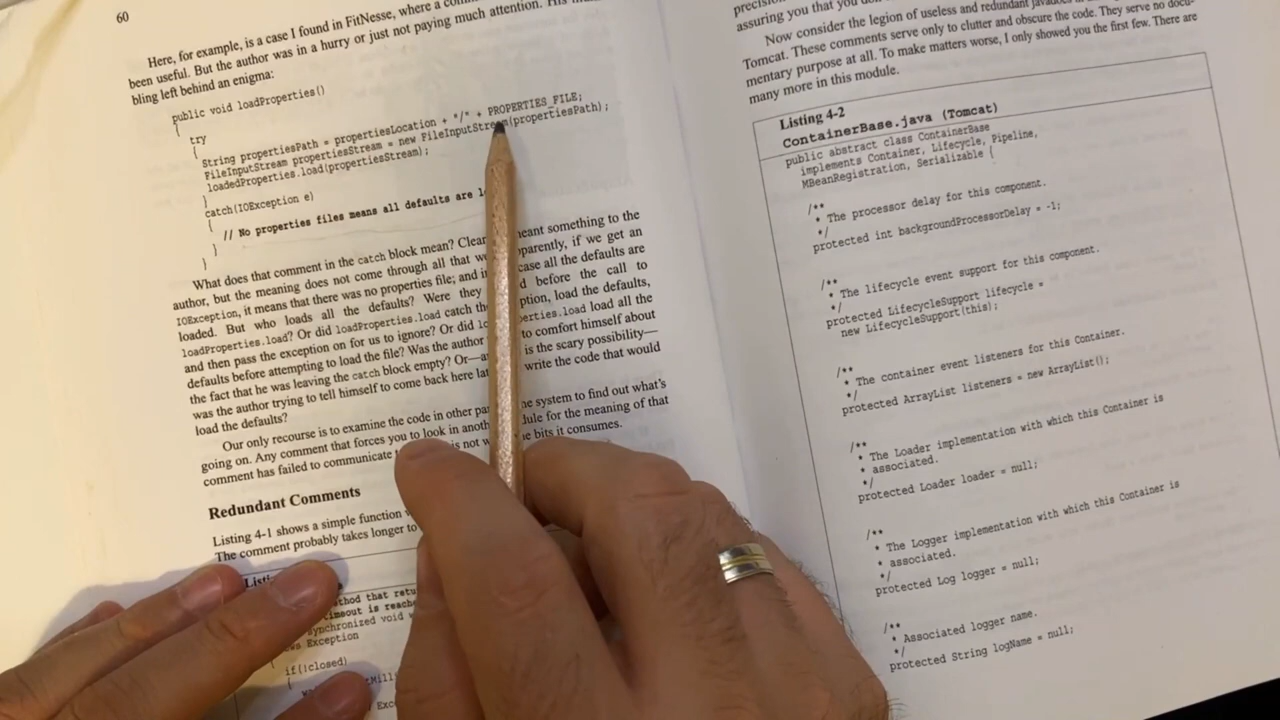 60
Here, for example, is a case I found in FitNesse, where a
been useful. But the author was in a hurry or just not paying much attention. His
bling left behind an enigma:
public void loadProperties()
{
try
{
String propertiesPath = propertiesLocation + "/" + PROPERTIES_FILE;
FileInputStream propertiesStream = new FileInputStream(propertiesPath);
loadedProperties.load(propertiesStream);
}
catch(IOException e)
{
// No properties files means all defaults are
}
}
What does that comment in the catch block mean? meant something to the
author, but the meaning does not come through all that if we get an
IOException, it means that there was no properties file; and case all the defaults are
loaded. But who loads all the defaults? Were they before the call to
loadProperties.load? Or did loadProperties.load catch the load the defaults,
and then pass the exception on for us to ignore? Or did load all the
defaults before attempting to load the file? Was the author to comfort himself about
the fact that he was leaving the catch block empty? Or— is the scary possibility—
was the author trying to tell himself to come back here write the code that would
load the defaults?
Our only recourse is to examine the code in other system to find out what's
going on. Any comment that forces you to look in for the meaning of that
comment has failed to communicate is not bits it consumes.
Redundant Comments
Listing 4-1 shows a simple function
The comment probably takes longer to
if(!closed)
{
assuring you that you
Now consider the legion of useless and redundant
Tomcat. These comments serve only to clutter and obscure the code. They serve no docu-
mentary purpose at all. To make matters worse, I only showed you the first few. There are
many more in this module.
Listing 4-2
ContainerBase.java (Tomcat)
public abstract class ContainerBase
implements Container, Lifecycle, Pipeline,
MBeanRegistration, Serializable {
/**
* The processor delay for this component.
*/
protected int backgroundProcessorDelay = -1;
/**
* The lifecycle event support for this component.
*/
protected LifecycleSupport lifecycle =
new LifecycleSupport(this);
/**
* The container event listeners for this Container.
*/
protected ArrayList listeners = new ArrayList();
/**
* The Loader implementation with which this Container is
* associated.
*/
protected Loader loader = null;
/**
* The Logger implementation with which this Container is
* associated.
*/
protected Log logger = null;
/**
* Associated logger name.
*/
protected String logName = null;